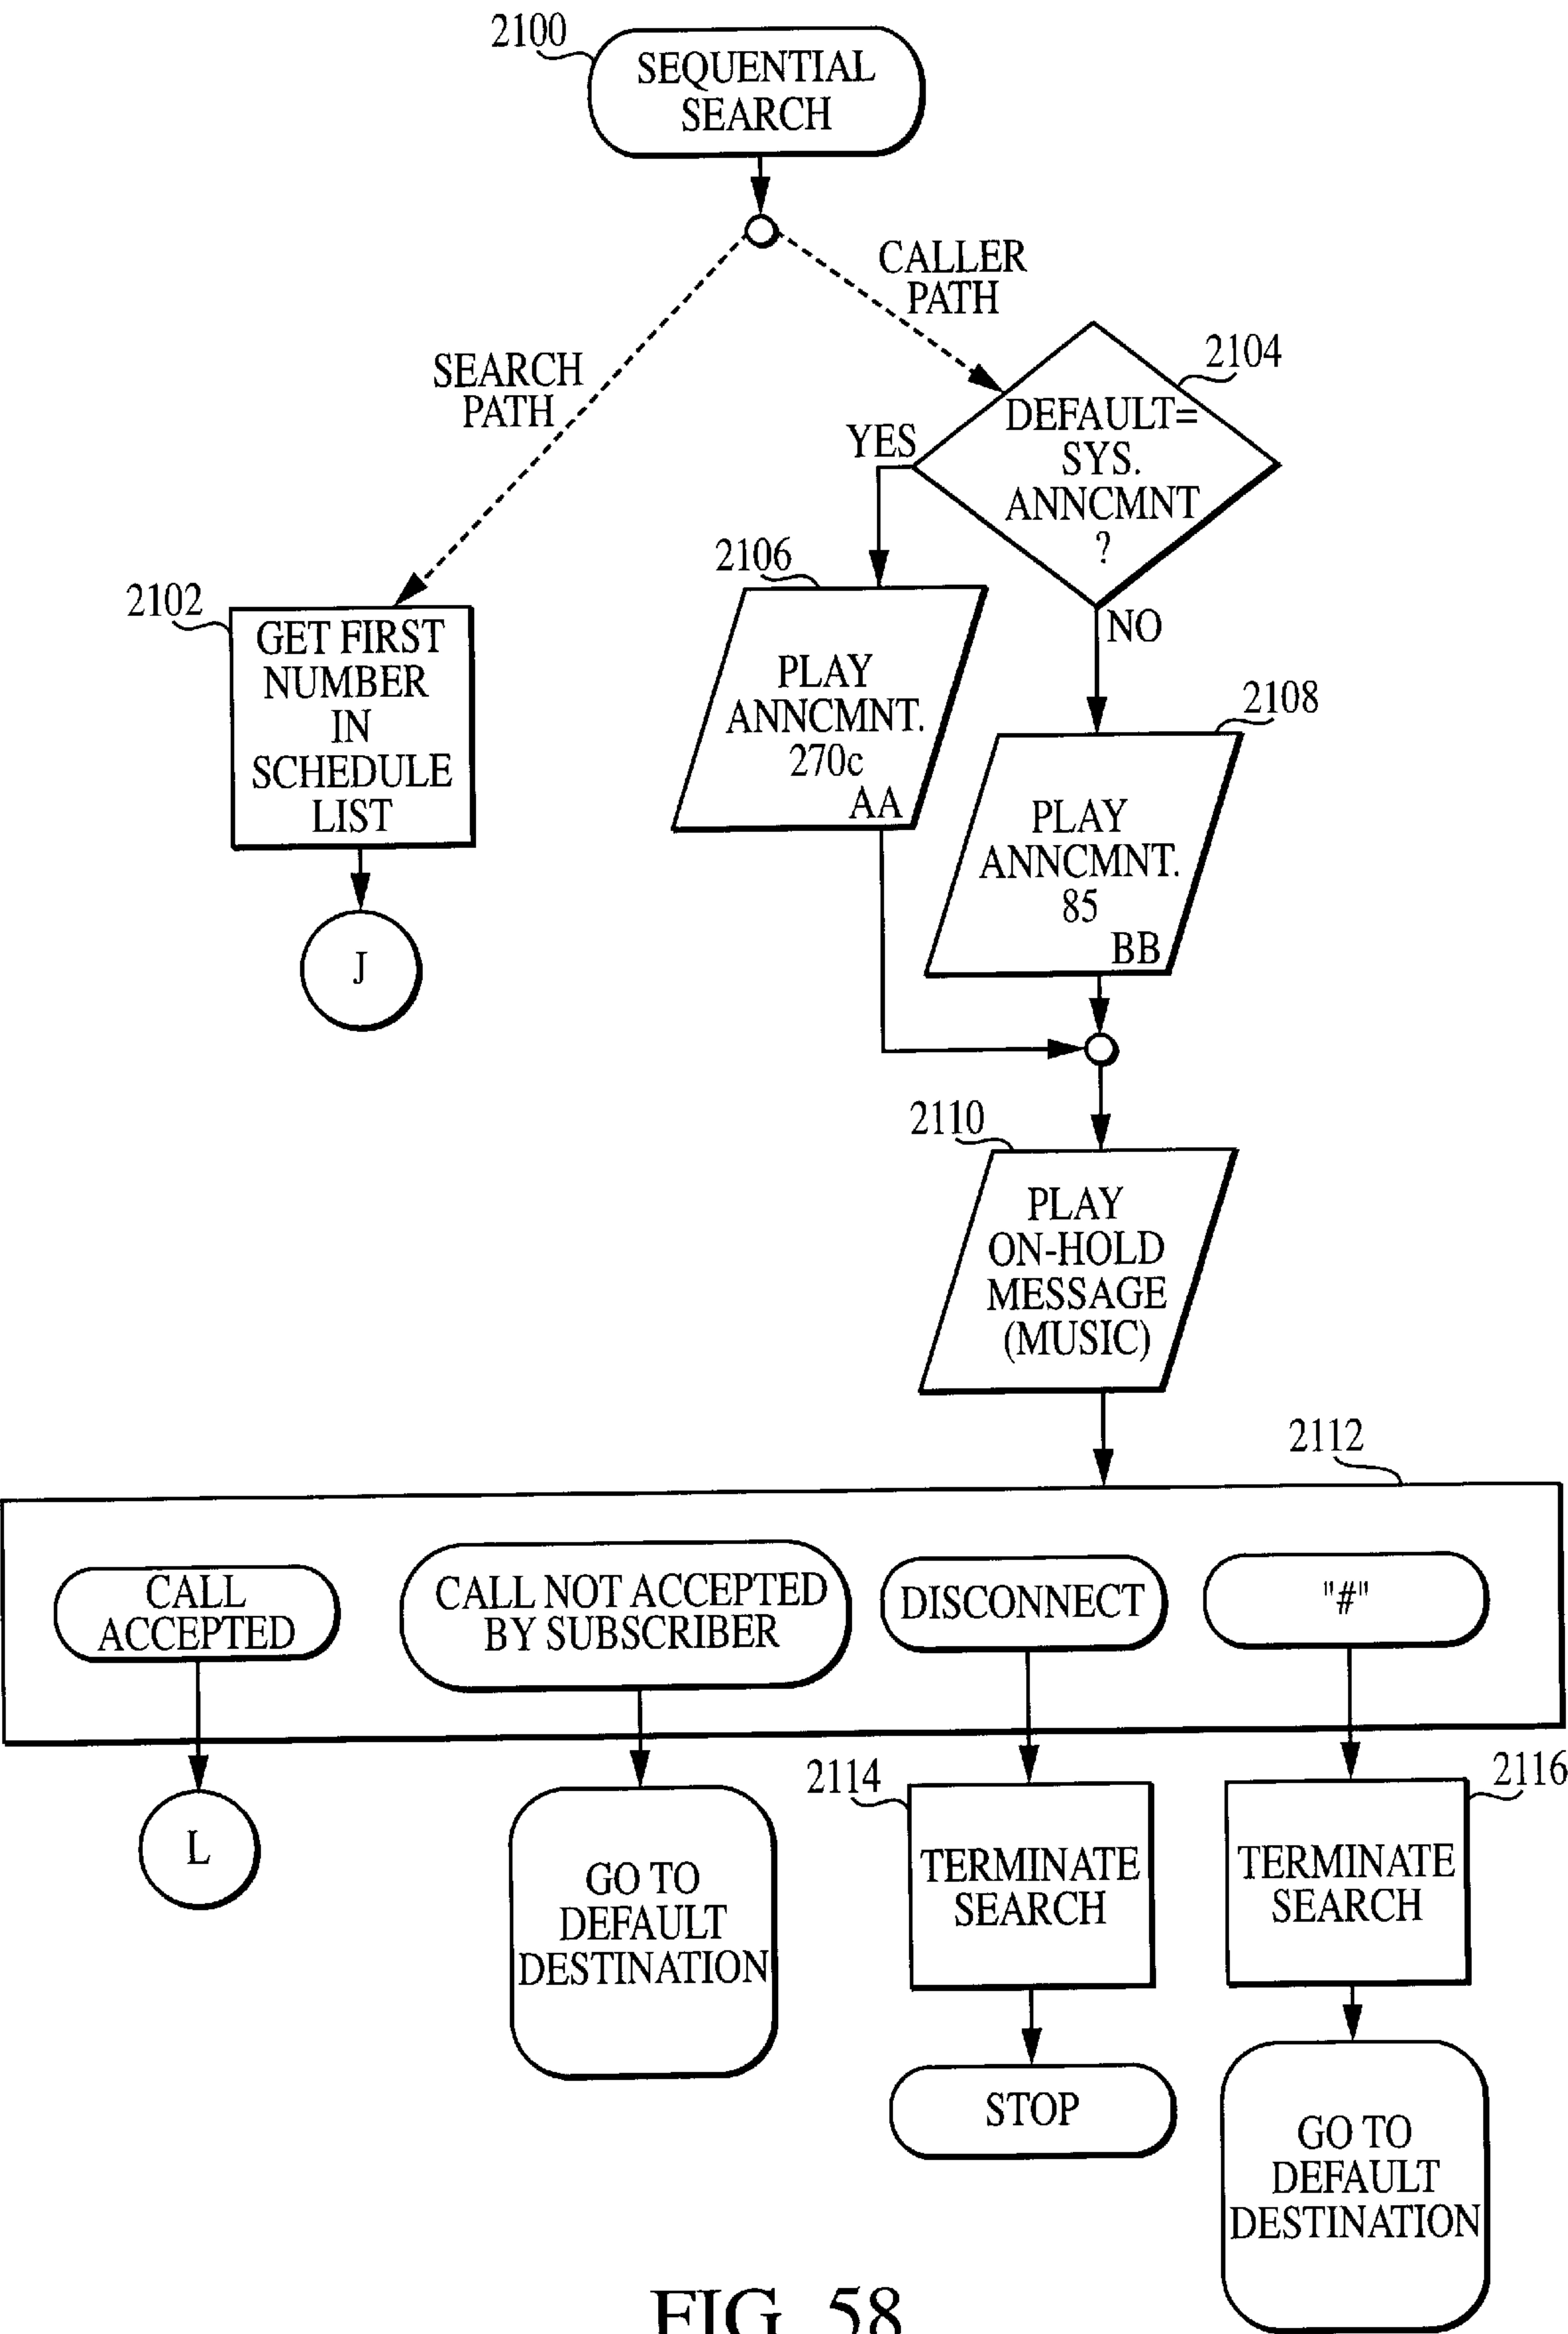 2100
SEQUENTIAL
SEARCH
CALLER
PATH
SEARCH
PATH
2104
DEFAULT=
SYS.
ANNCMNT
?
YES
NO
2102
GET FIRST
NUMBER
IN
SCHEDULE
LIST
J
2106
PLAY
ANNCMNT.
270c
AA
2108
PLAY
ANNCMNT.
85
BB
2110
PLAY
ON-HOLD
MESSAGE
(MUSIC)
2112
CALL
ACCEPTED
CALL NOT ACCEPTED
BY SUBSCRIBER
DISCONNECT
"#"
L
GO TO
DEFAULT
DESTINATION
2114
TERMINATE
SEARCH
2116
TERMINATE
SEARCH
STOP
GO TO
DEFAULT
DESTINATION
FIG. 58